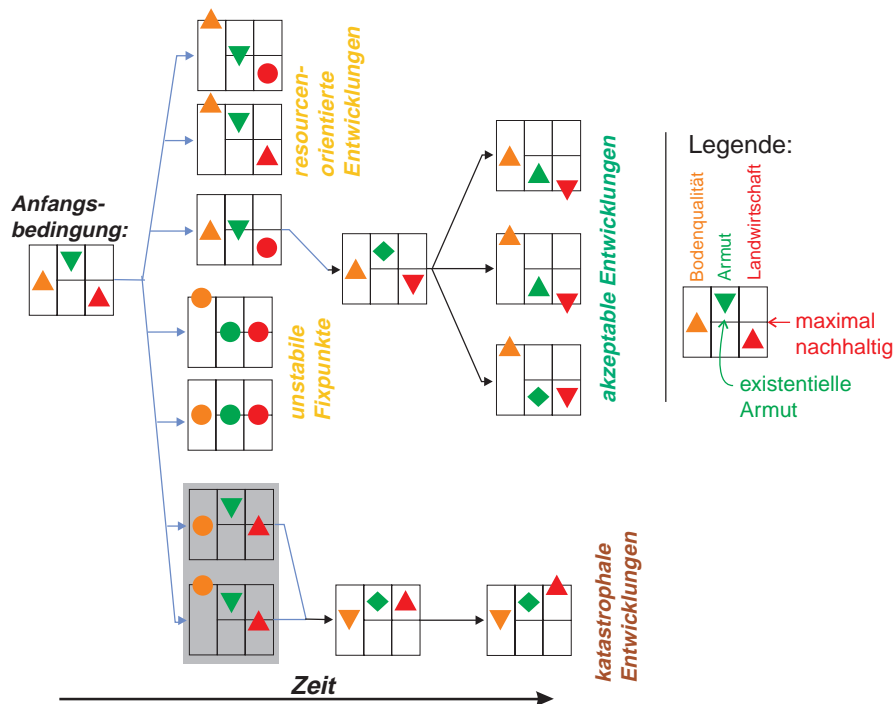 resourcen-
orientierte
Entwicklungen
Anfangs-
bedingung:
unstabile
Fixpunkte
akzeptable Entwicklungen
katastrophale
Entwicklungen
Legende:
Bodenqualität
Armut
Landwirtschaft
maximal
nachhaltig
existentielle
Armut
Zeit